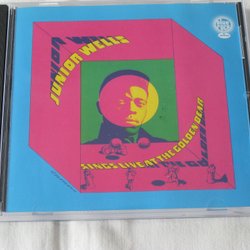 JUNIOR WELLS
SINGS LIVE AT THE GOLDEN BEAR